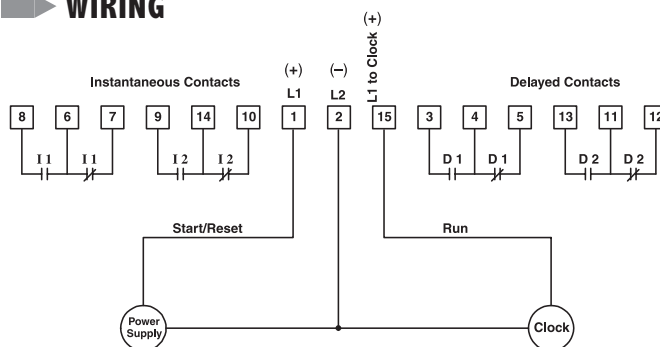 WIRING
(+)
L1 to Clock
(+) (−)
L1 L2
Instantaneous Contacts
Delayed Contacts
8 6 7 9 14 10 1 2 15 3 4 5 13 11 12
I 1 I 1 I 2 I 2 D 1 D 1 D 2 D 2
Start/Reset
Run
Power
Supply
Clock